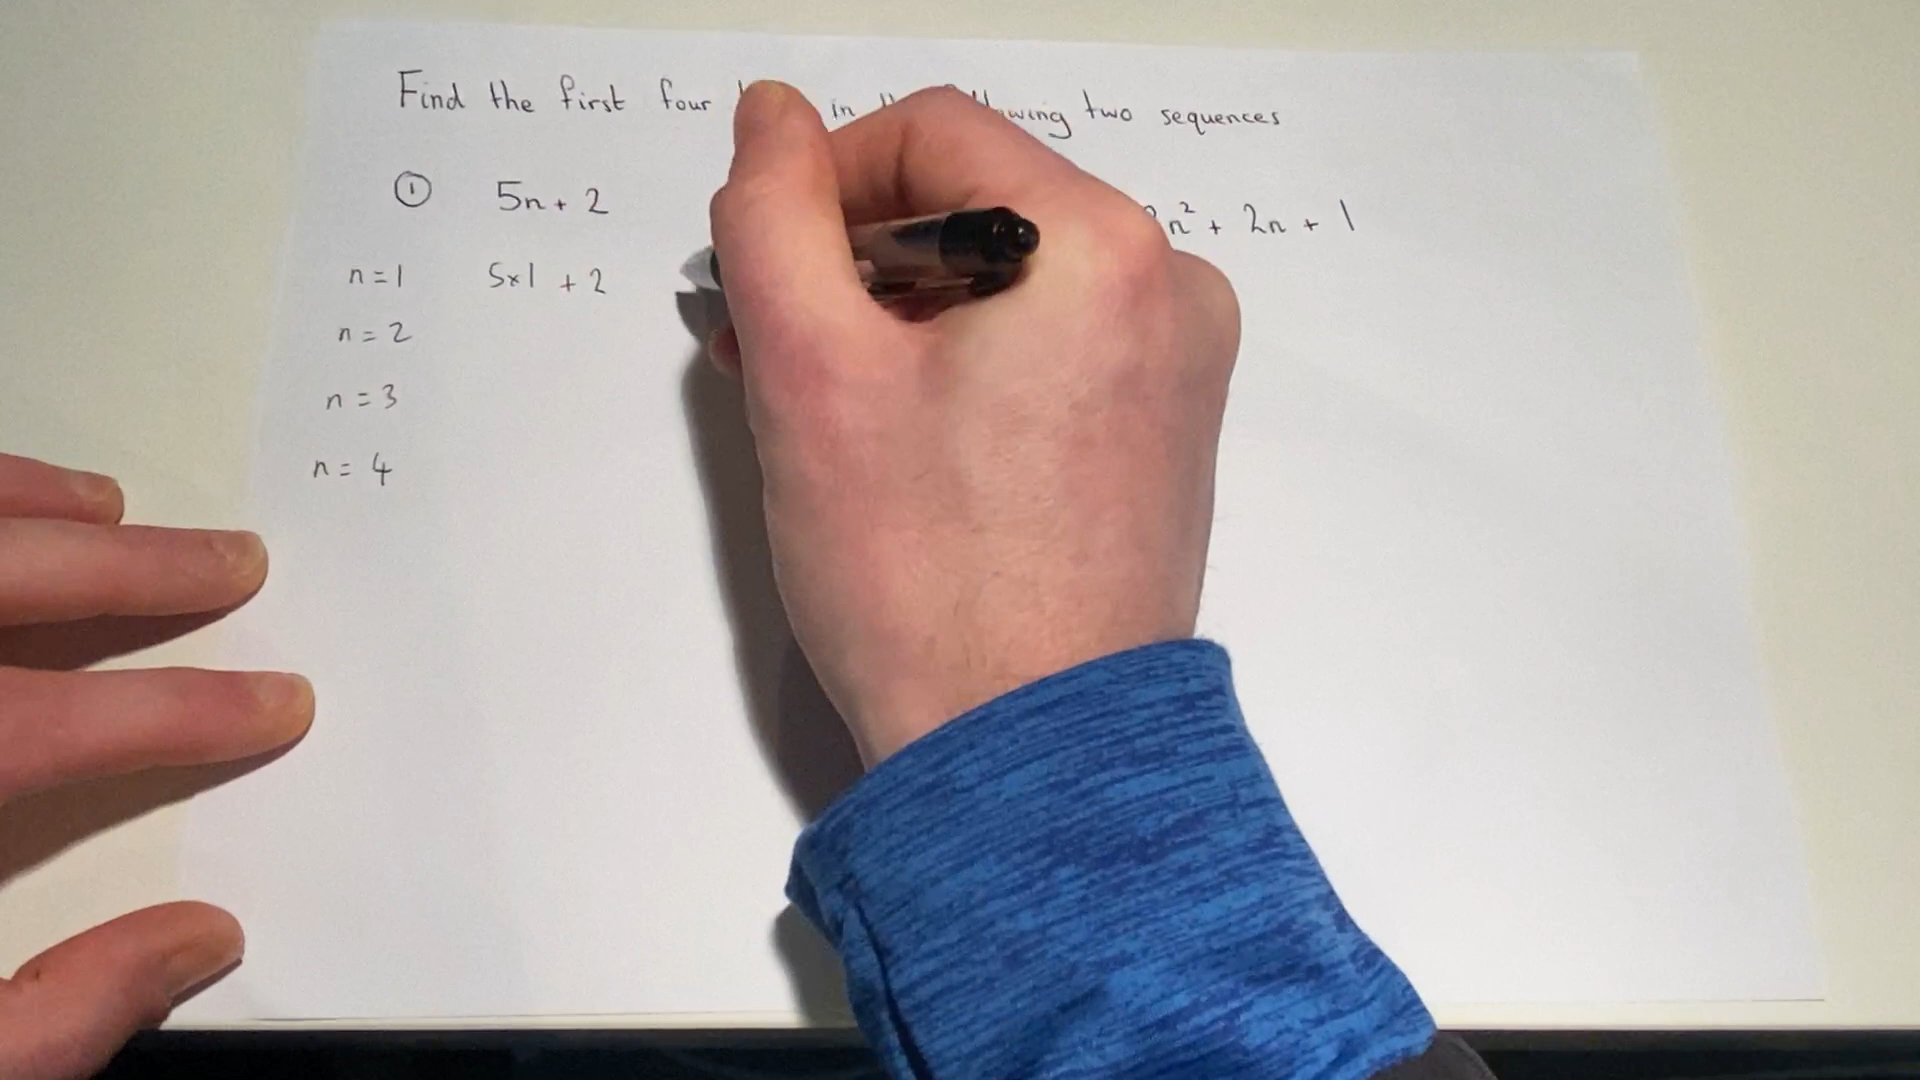 Find the first four in two sequences
① 5n + 2
n² + 2n + 1
n = 1 5×1 + 2
n = 2
n = 3
n = 4